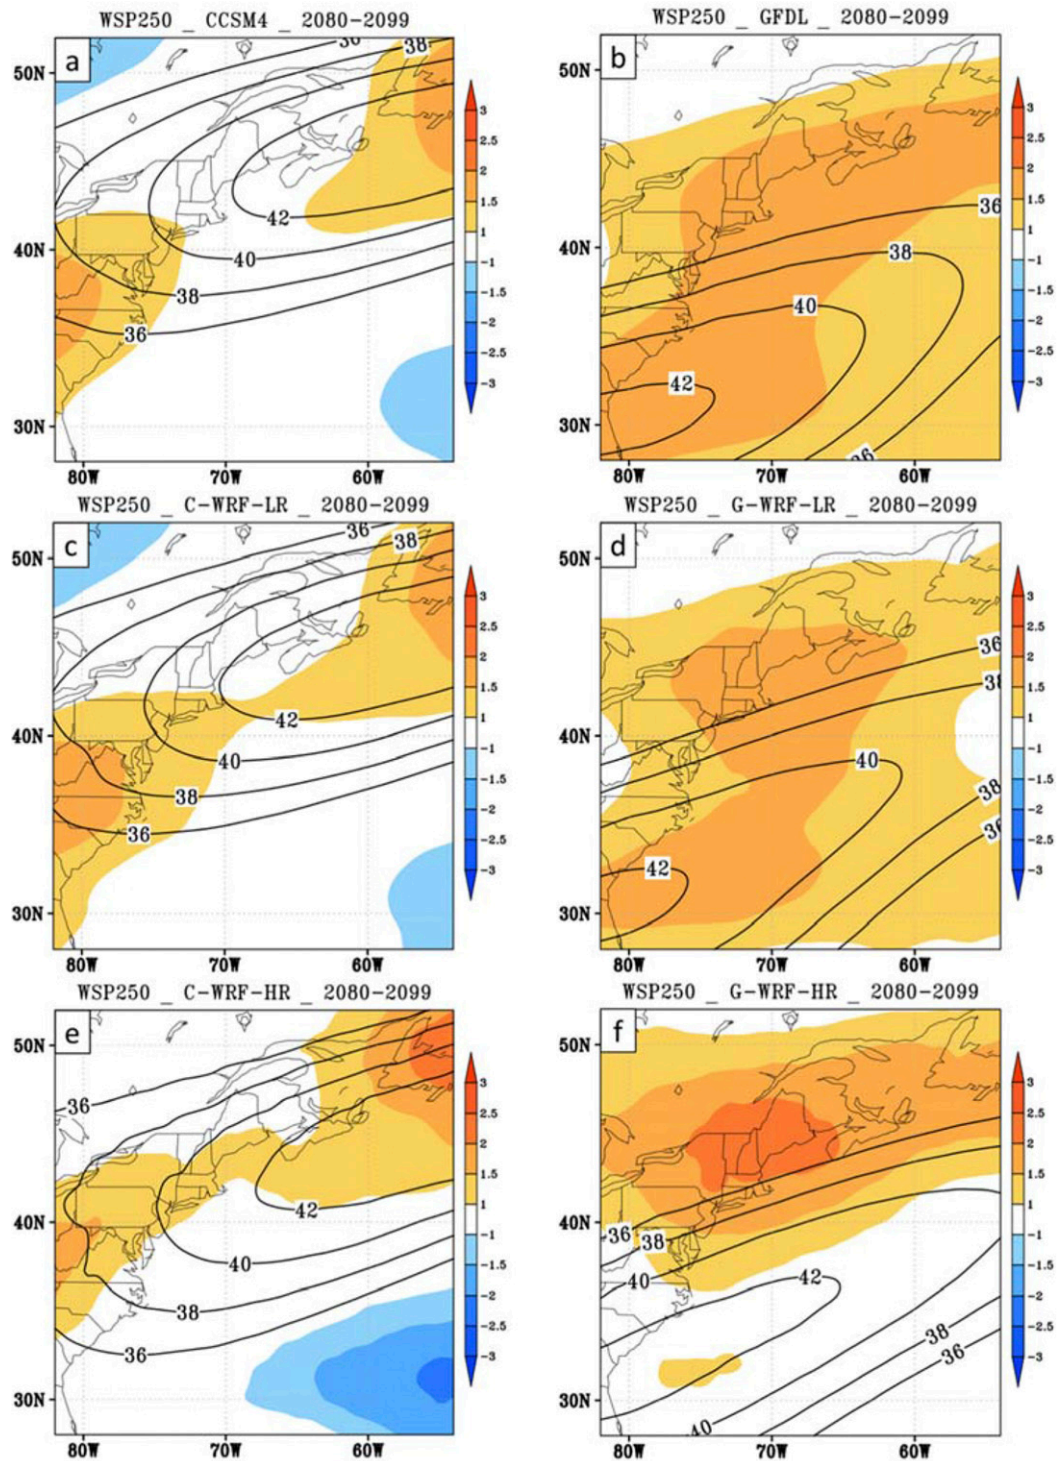 WSP250 _ CCSM4 _ 2080-2099
a
50N
40N
30N
80W 70W 60W
36
38
42
40
38
36
3
2.5
2
1.5
1
-1
-1.5
-2
-2.5
-3
WSP250 _ GFDL _ 2080-2099
b
50N
40N
30N
80W 70W 60W
36
38
40
42
36
3
2.5
2
1.5
1
-1
-1.5
-2
-2.5
-3
WSP250 _ C-WRF-LR _ 2080-2099
c
50N
40N
30N
80W 70W 60W
36
38
42
40
38
36
3
2.5
2
1.5
1
-1
-1.5
-2
-2.5
-3
WSP250 _ G-WRF-LR _ 2080-2099
d
50N
40N
30N
80W 70W 60W
36
38
40
38
36
42
3
2.5
2
1.5
1
-1
-1.5
-2
-2.5
-3
WSP250 _ C-WRF-HR _ 2080-2099
e
50N
40N
30N
80W 70W 60W
36
42
40
38
36
3
2.5
2
1.5
1
-1
-1.5
-2
-2.5
-3
WSP250 _ G-WRF-HR _ 2080-2099
f
50N
40N
30N
80W 70W 60W
36
38
40
42
38
36
40
3
2.5
2
1.5
1
-1
-1.5
-2
-2.5
-3